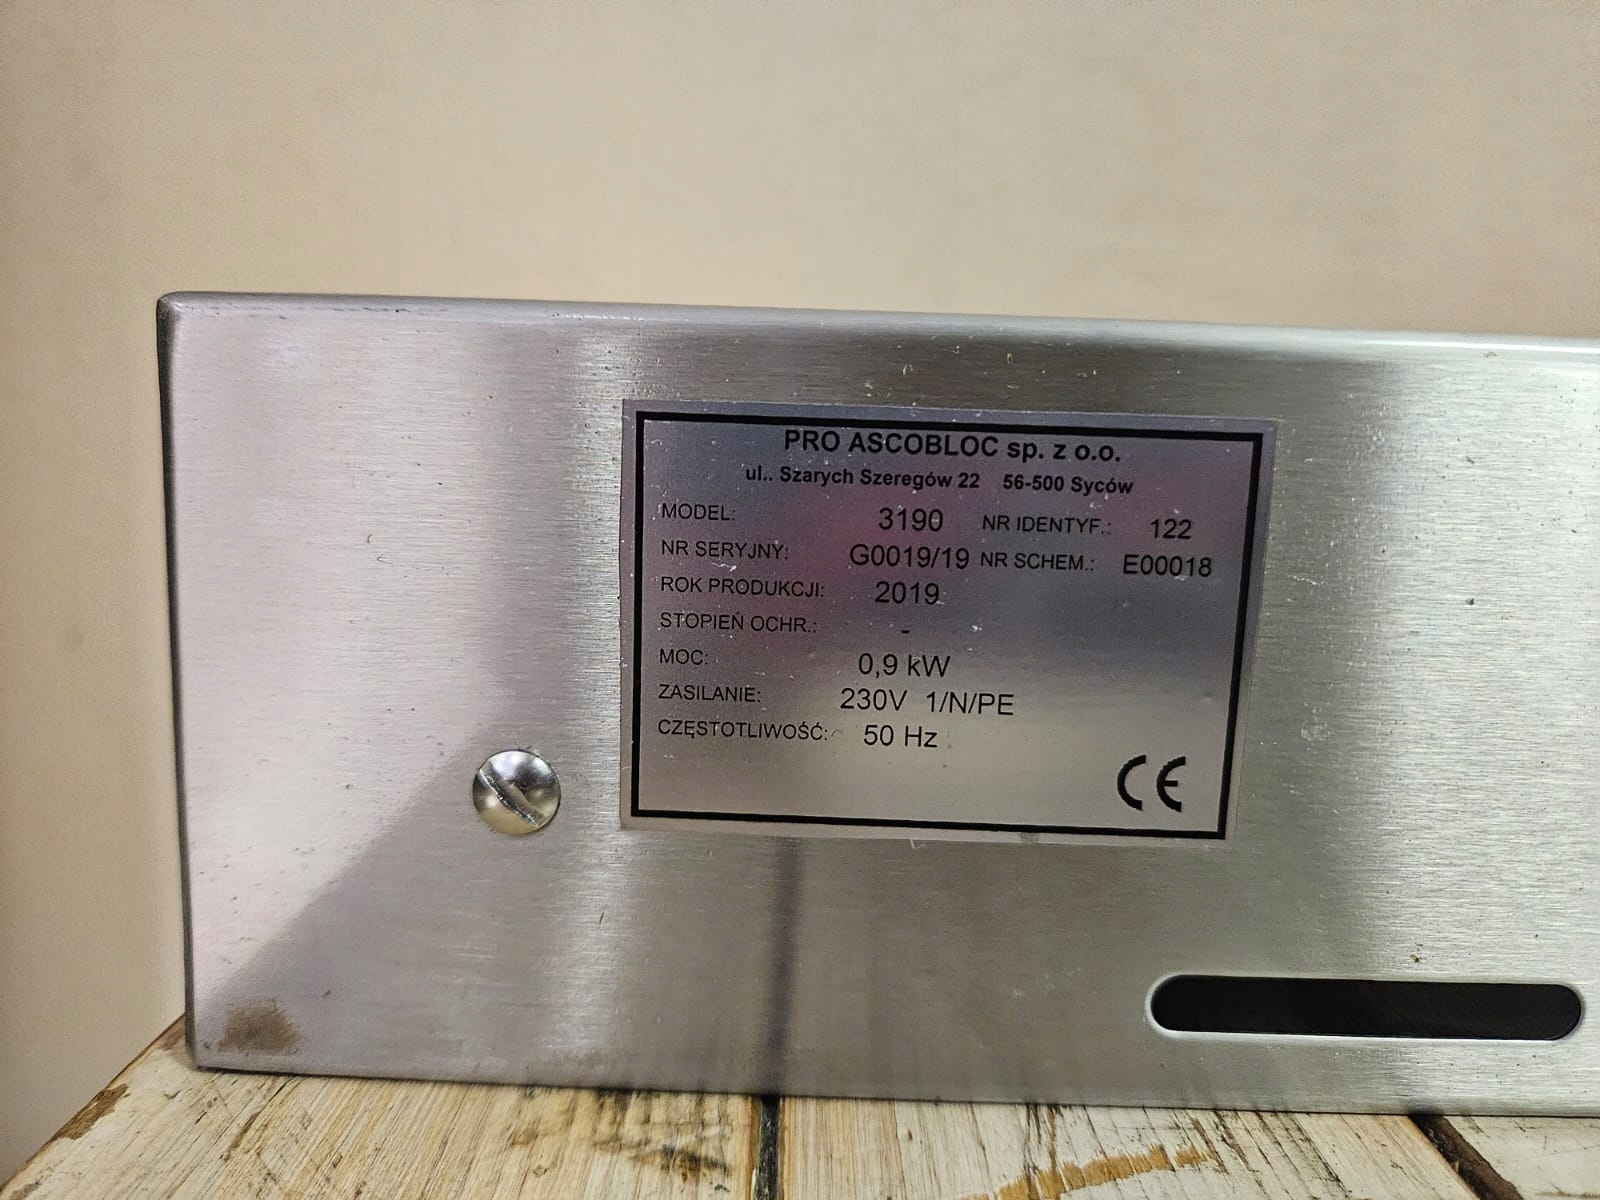 PRO ASCOBLOC sp. z o.o.
ul.. Szarych Szeregów 22 56-500 Syców
MODEL: 3190 NR IDENTYF.: 122
NR SERYJNY: G0019/19 NR SCHEM.: E00018
ROK PRODUKCJI: 2019
STOPIEŃ OCHR.: -
MOC: 0,9 kW
ZASILANIE: 230V 1/N/PE
CZĘSTOTLIWOŚĆ: 50 Hz
CE